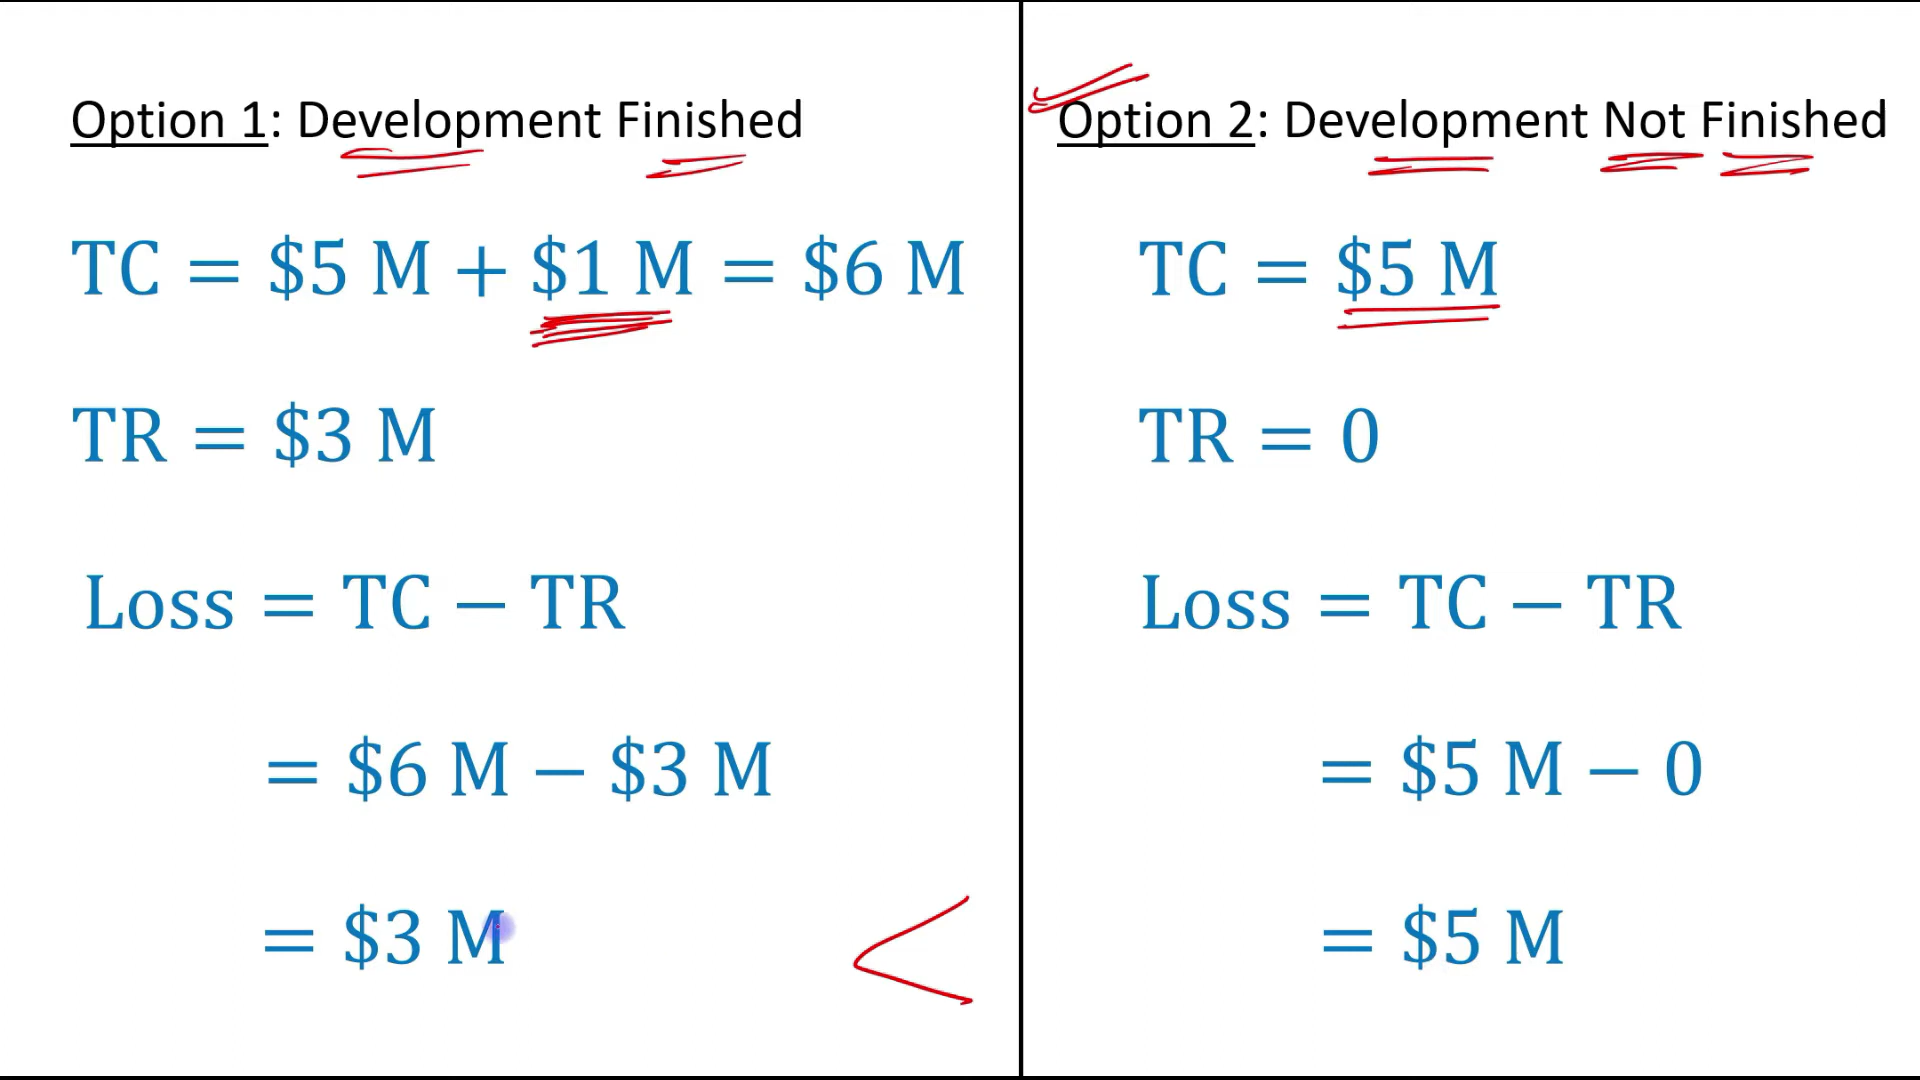 Option 1: Development Finished
TC = $5 M + $1 M = $6 M
TR = $3 M
Loss = TC − TR
= $6 M − $3 M
= $3 M
<
Option 2: Development Not Finished
TC = $5 M
TR = 0
Loss = TC − TR
= $5 M − 0
= $5 M